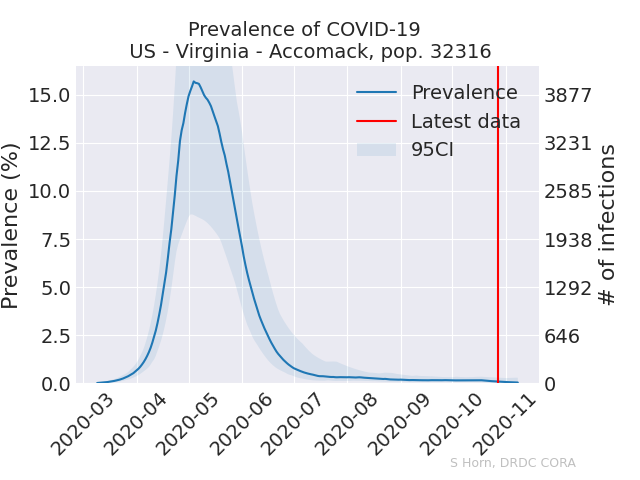 Prevalence of COVID-19
US - Virginia - Accomack, pop. 32316
Prevalence (%)
15.0
12.5
10.0
7.5
5.0
2.5
0.0
Prevalence
Latest data
95CI
3877
3231
2585
1938
1292
646
0
# of infections
2020-03
2020-04
2020-05
2020-06
2020-07
2020-08
2020-09
2020-10
2020-11
S Horn, DRDC CORA